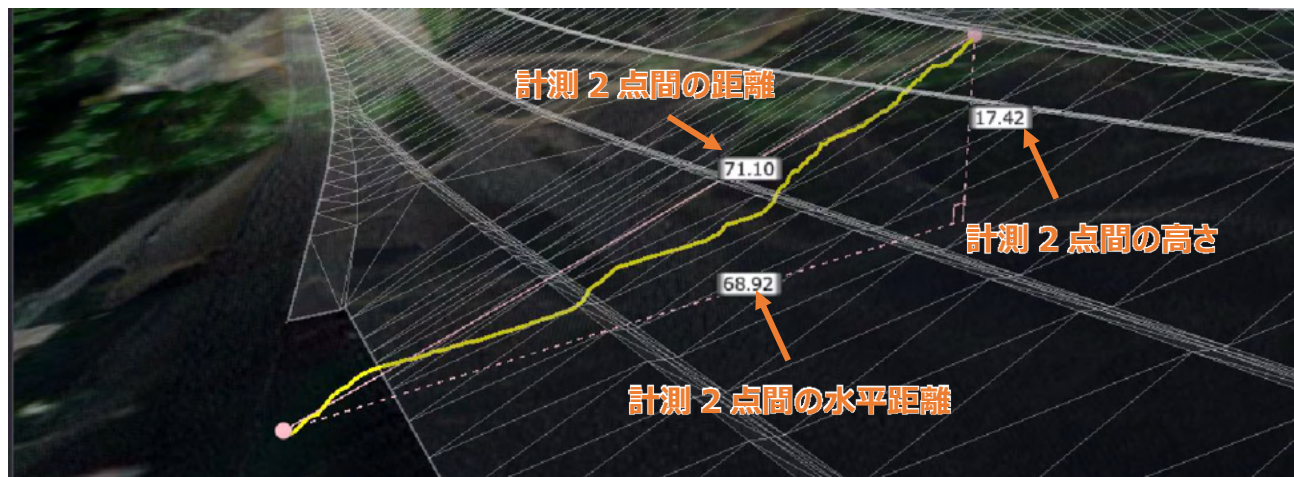 計測 2 点間の距離
17.42
71.10
計測 2 点間の高さ
68.92
計測 2 点間の水平距離